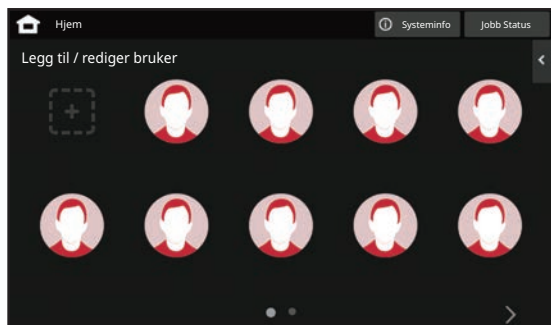 Hjem
Systeminfo
Jobb Status
Legg til / rediger bruker